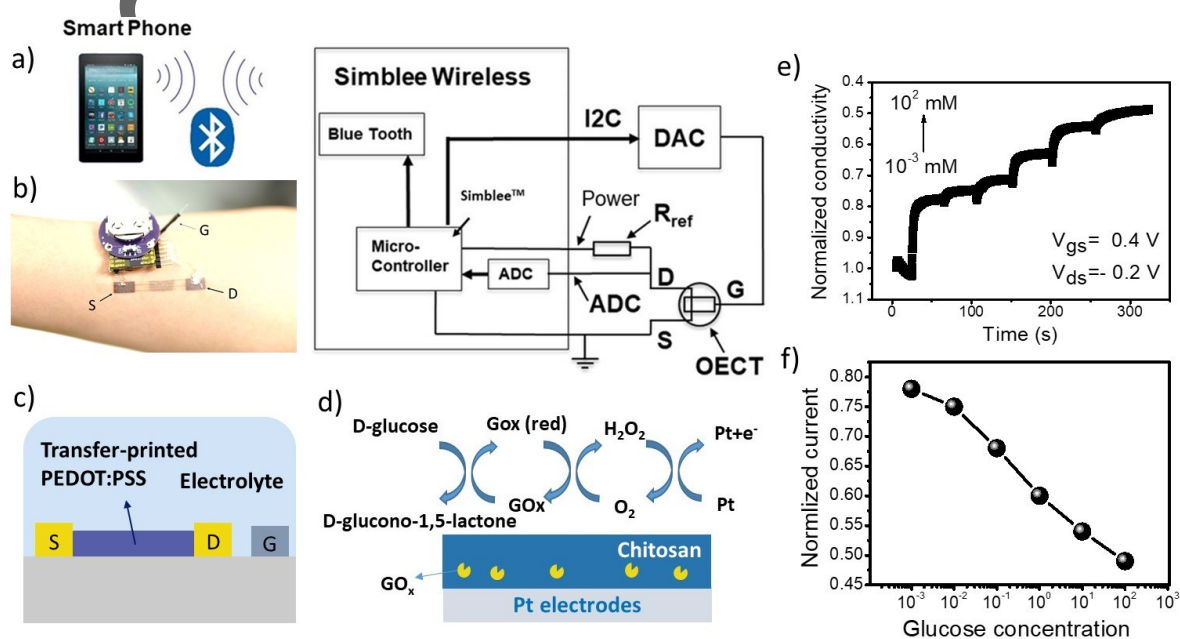 Smart Phone
a)
b)
G
S
D
Simblee Wireless
Blue Tooth
I2C
DAC
Simblee™
Power
Rref
Micro-
Controller
ADC
ADC
D
G
S
OECT
c)
Transfer-printed
PEDOT:PSS
Electrolyte
S
D
G
d)
D-glucose
Gox (red)
H2O2
Pt+e-
D-glucono-1,5-lactone
GOx
O2
Pt
Chitosan
GOx
Pt electrodes
e)
Normalized conductivity
0.4
0.5
0.6
0.7
0.8
0.9
1.0
1.1
10² mM
10⁻³ mM
Vgs= 0.4 V
Vds=- 0.2 V
0
100
200
300
Time (s)
f)
Normlized current
0.80
0.75
0.70
0.65
0.60
0.55
0.50
0.45
10⁻³
10⁻²
10⁻¹
10⁰
10¹
10²
10³
Glucose concentration